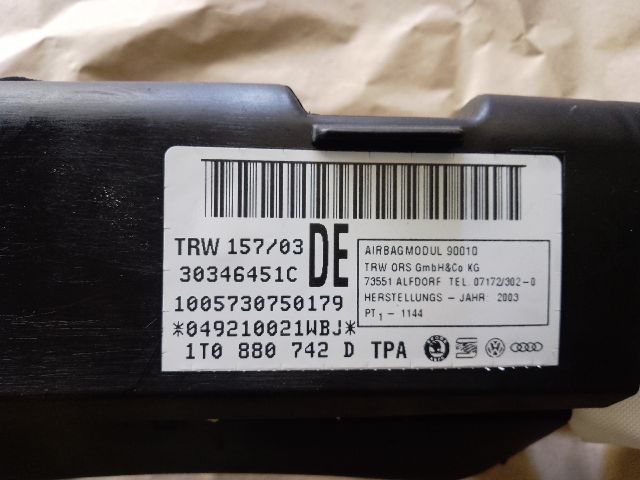 TRW 157/03
30346451C
DE
1005730750179
*049210021WBJ*
1T0 880 742 D TPA
AIRBAGMODUL 90010
TRW ORS GmbH&Co KG
73551 ALFDORF TEL. 07172/302-0
HERSTELLUNGS - JAHR: 2003
PT1 - 1144